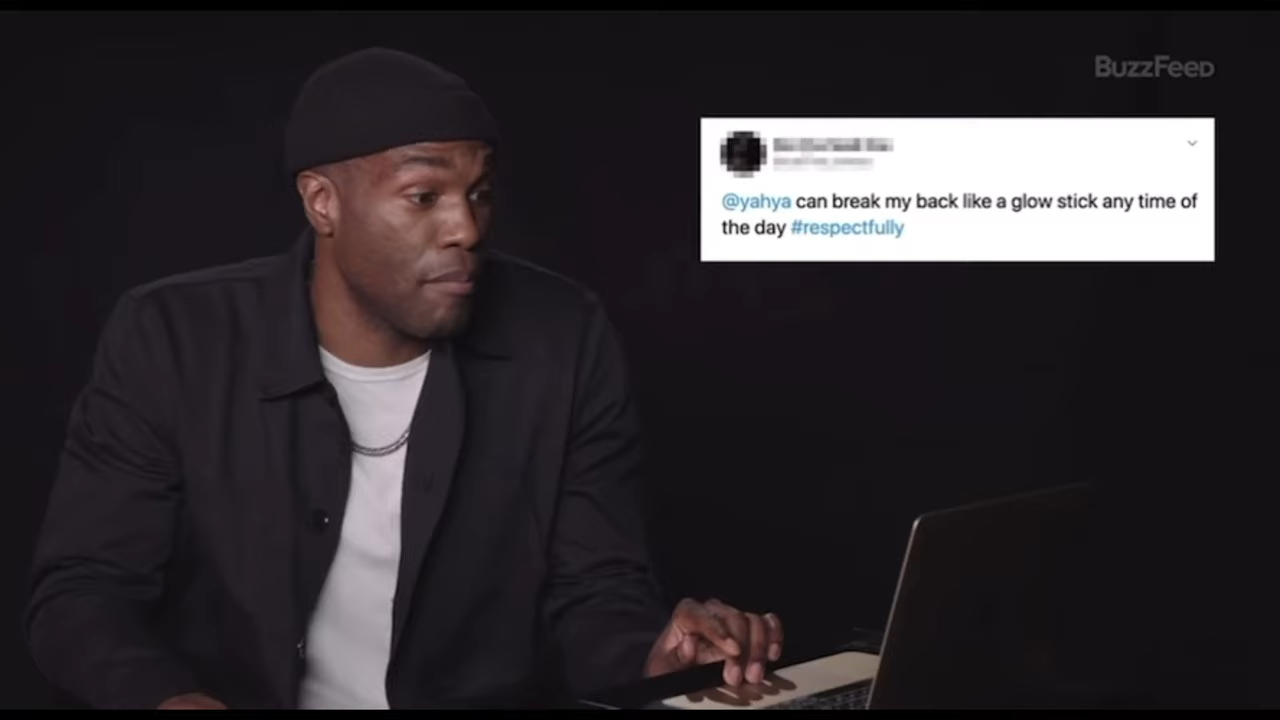 BuzzFeed
@yahya can break my back like a glow stick any time of
the day #respectfully